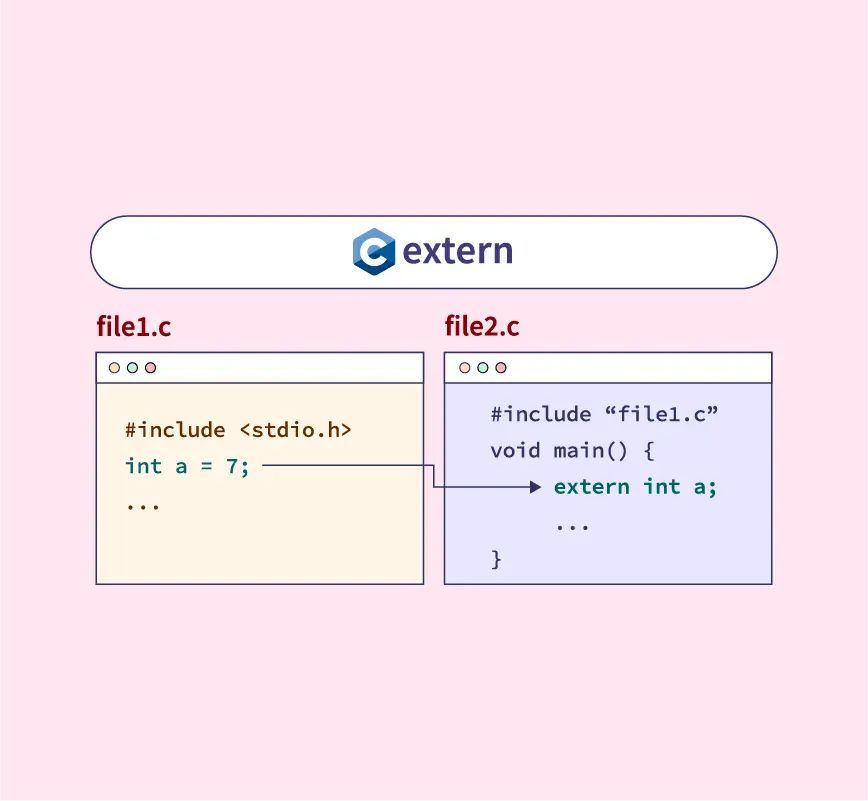 extern
file1.c
#include <stdio.h>
int a = 7;
...
file2.c
#include “file1.c”
void main() {
extern int a;
...
}